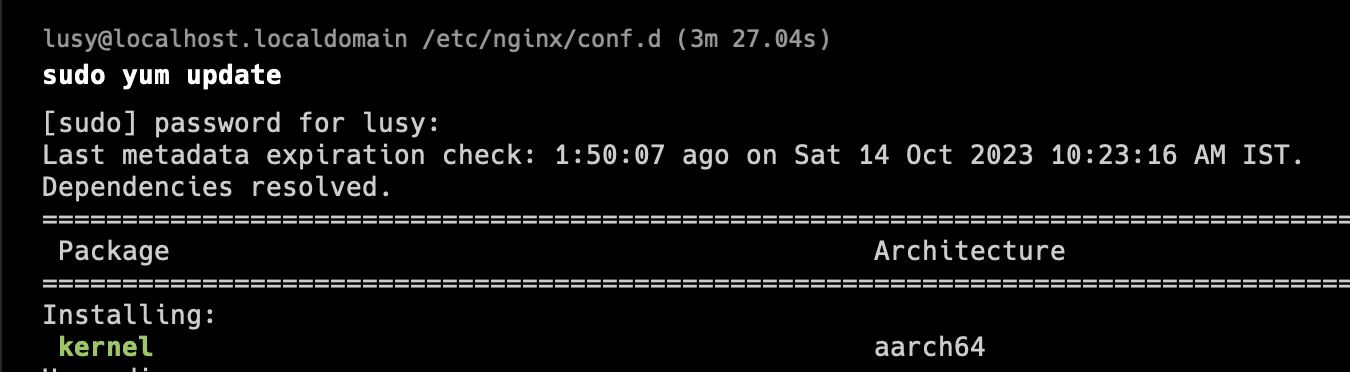 lusy@localhost.localdomain /etc/nginx/conf.d (3m 27.04s)
sudo yum update
[sudo] password for lusy:
Last metadata expiration check: 1:50:07 ago on Sat 14 Oct 2023 10:23:16 AM IST.
Dependencies resolved.
================================================================================
Package Architecture
================================================================================
Installing:
kernel aarch64